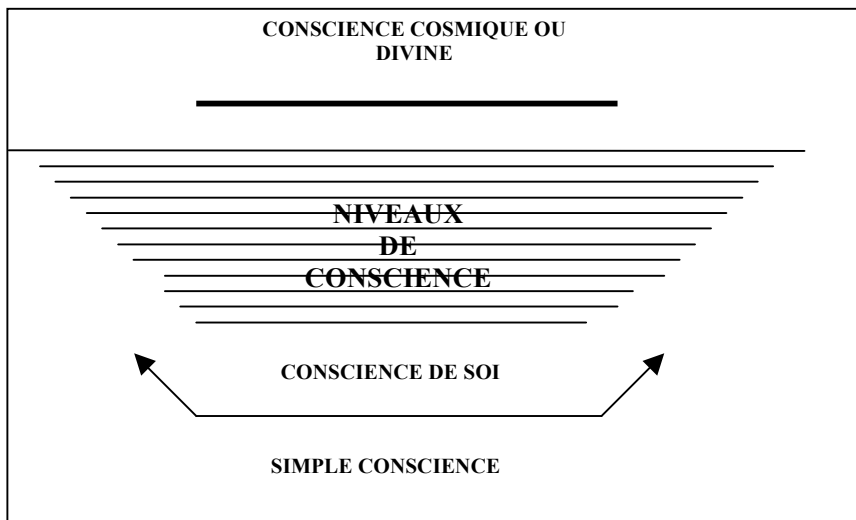 CONSCIENCE COSMIQUE OU
DIVINE
NIVEAUX
DE
CONSCIENCE
CONSCIENCE DE SOI
SIMPLE CONSCIENCE